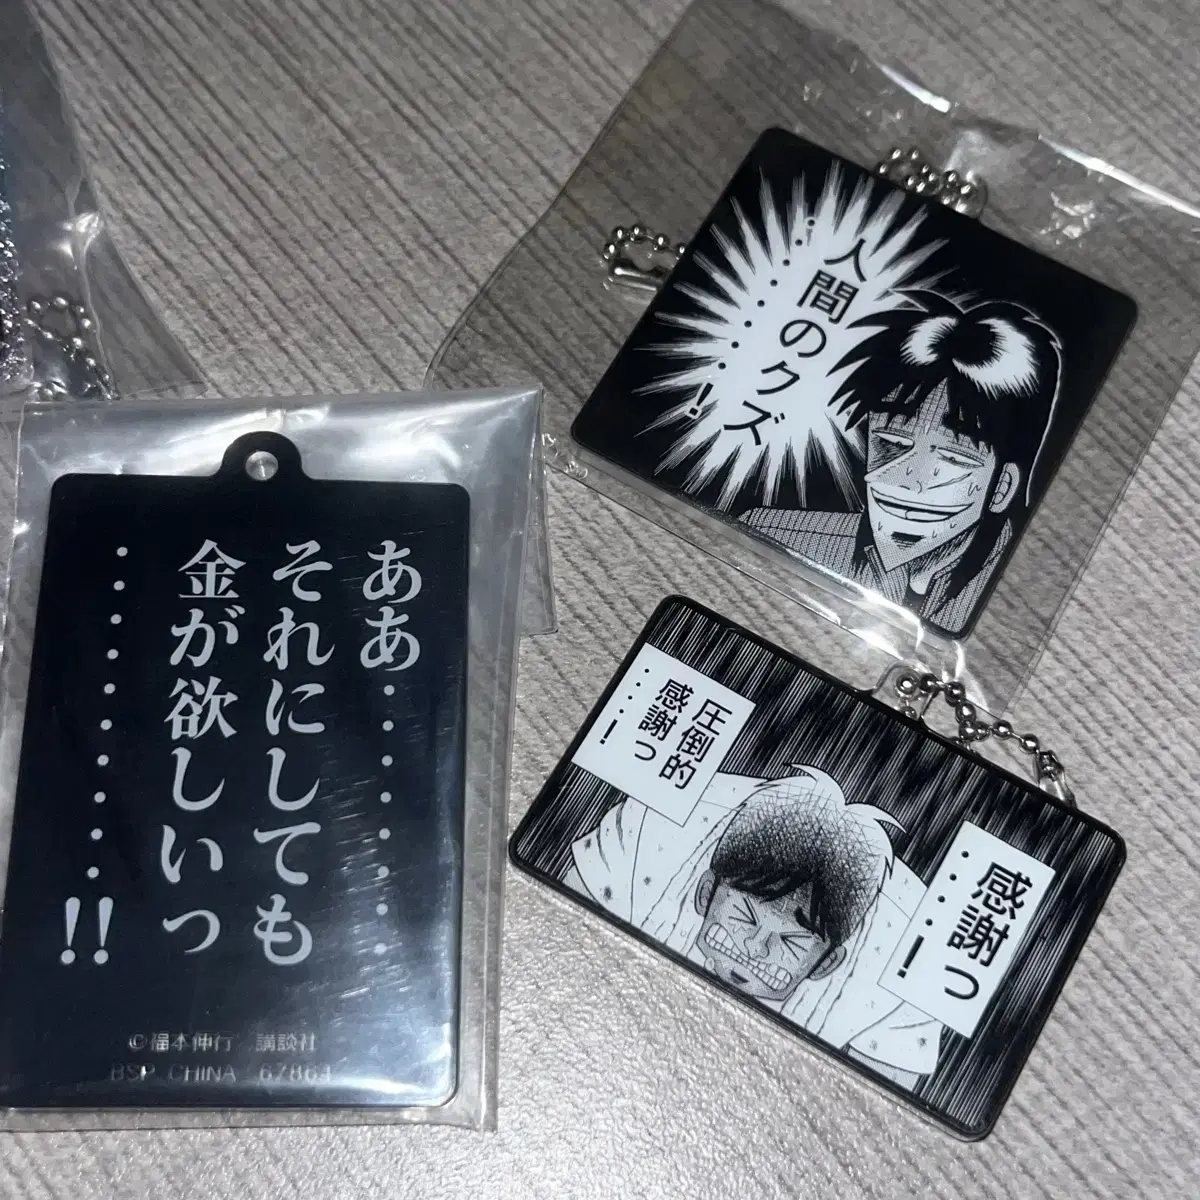 ああ………
それにしても
金が欲しいっ
…………!!
©福本伸行 講談社
BSP CHINA 67863
人間のクズ
…………!
感謝っ
……!
圧倒的
感謝っ
……!